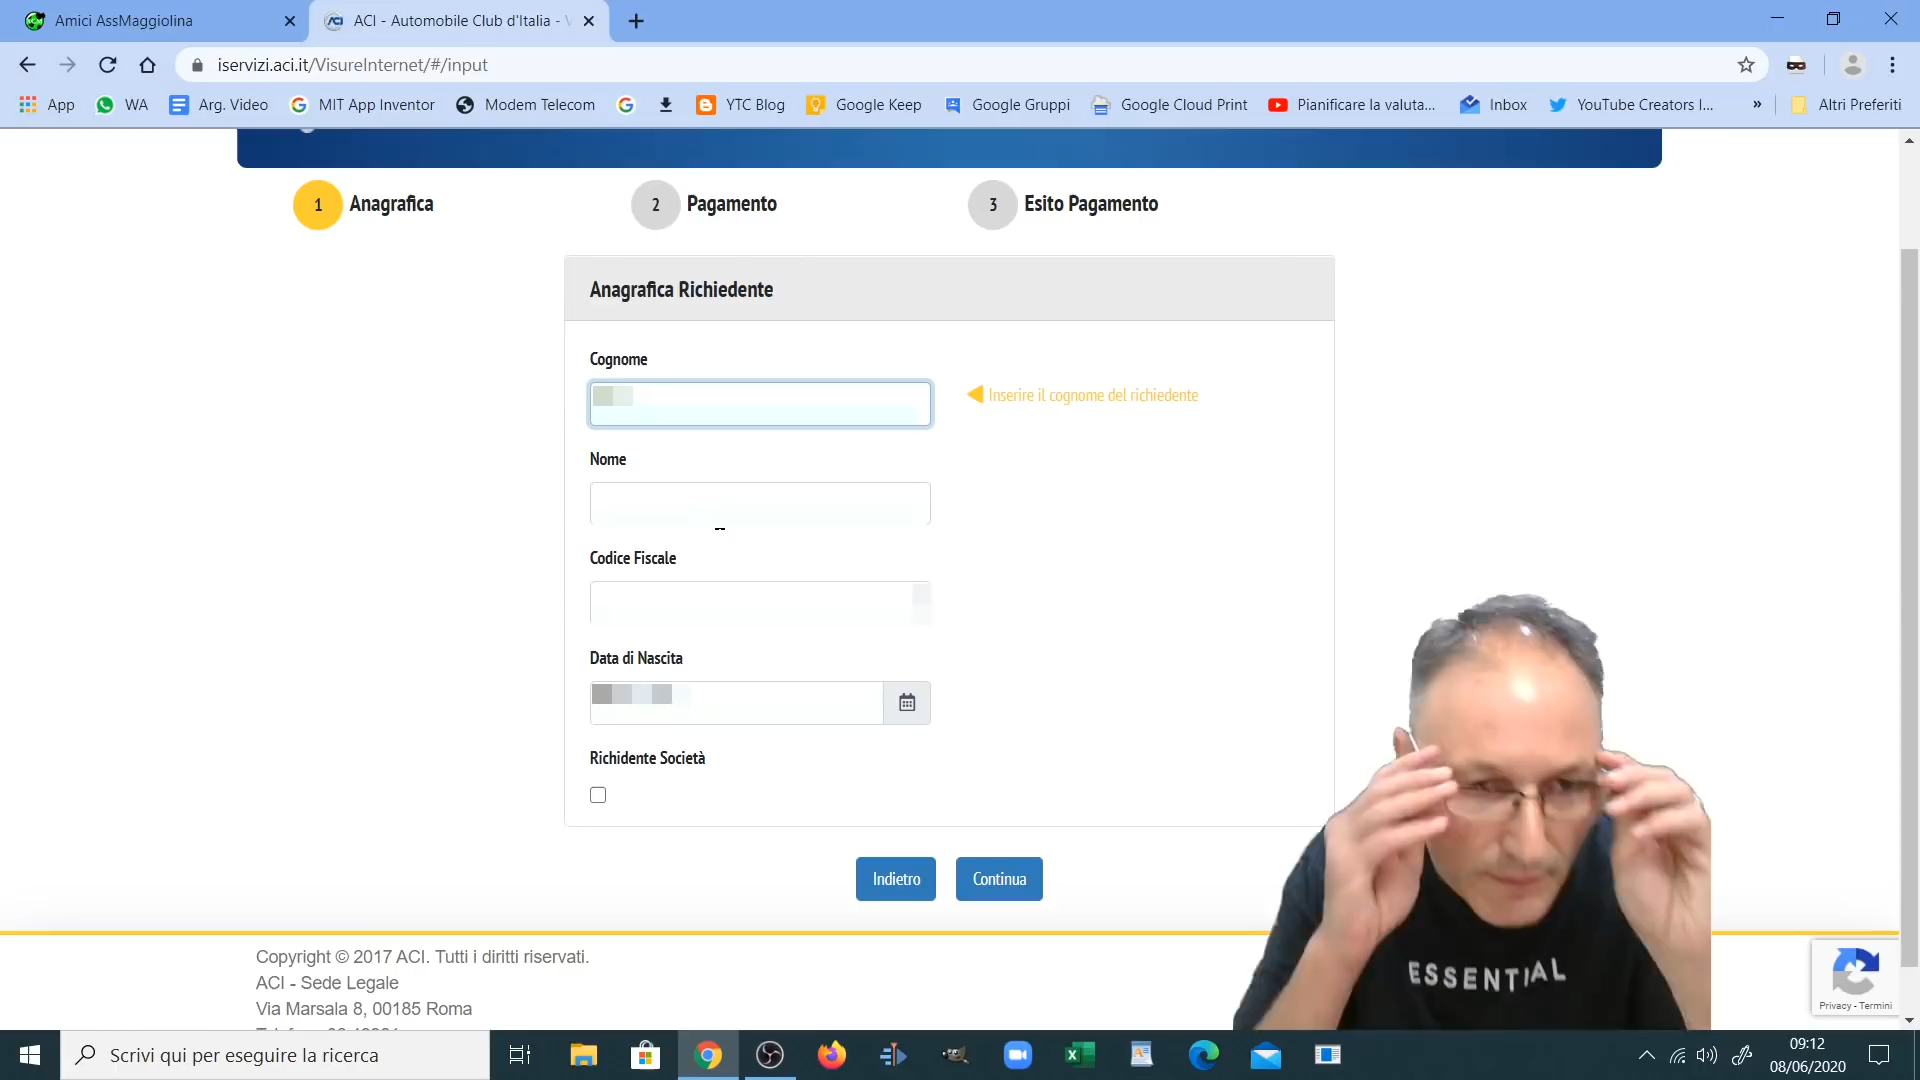 Amici AssMaggiolina
ACI - Automobile Club d'Italia - V
iservizi.aci.it/VisureInternet/#/input
App
WA
Arg. Video
MIT App Inventor
Modem Telecom
YTC Blog
Google Keep
Google Gruppi
Google Cloud Print
Pianificare la valuta...
Inbox
YouTube Creators I...
»
Altri Preferiti
1 Anagrafica
2 Pagamento
3 Esito Pagamento
Anagrafica Richiedente
Cognome
Inserire il cognome del richiedente
Nome
Codice Fiscale
Data di Nascita
Richidente Società
Indietro
Continua
ESSENTIAL
Copyright © 2017 ACI. Tutti i diritti riservati.
ACI - Sede Legale
Via Marsala 8, 00185 Roma
Privacy - Termini
Scrivi qui per eseguire la ricerca
09:12
08/06/2020